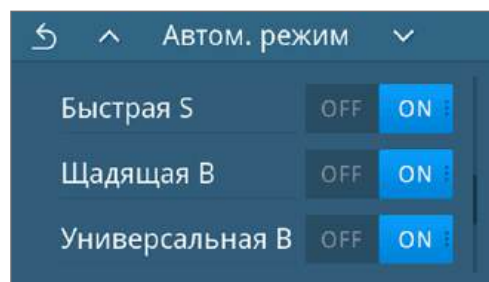 Автом. режим
Быстрая S OFF ON
Щадящая B OFF ON
Универсальная B OFF ON